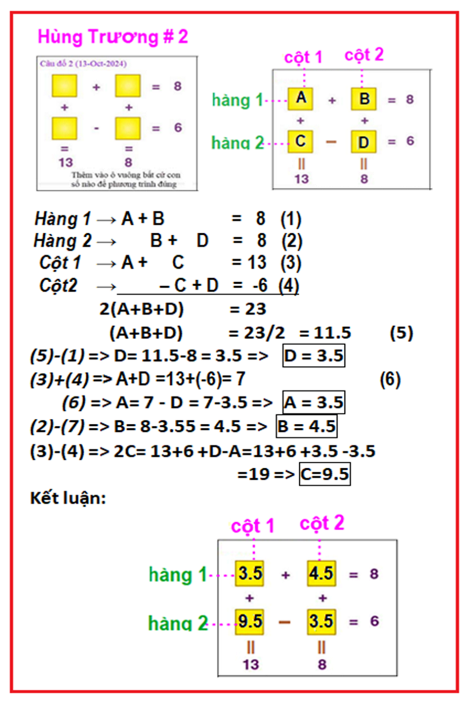 Hùng Trương # 2
Câu đố 2 (13-Oct-2024)
+ = 8
+ +
- = 6
= =
13 8
Thêm vào ô vuông bất cứ con
số nào để phương trình đúng
cột 1 cột 2
hàng 1 A + B = 8
+ +
hàng 2 C – D = 6
= =
13 8
Hàng 1 → A + B = 8 (1)
Hàng 2 → B + D = 8 (2)
Cột 1 → A + C = 13 (3)
Cột2 → – C + D = -6 (4)
2(A+B+D) = 23
(A+B+D) = 23/2 = 11.5 (5)
(5)-(1) => D= 11.5-8 = 3.5 => D = 3.5
(3)+(4) => A+D =13+(-6)= 7 (6)
(6) => A= 7 - D = 7-3.5 => A = 3.5
(2)-(7) => B= 8-3.55 = 4.5 => B = 4.5
(3)-(4) => 2C= 13+6 +D-A=13+6 +3.5 -3.5
=19 => C=9.5
Kết luận:
cột 1 cột 2
hàng 1 3.5 + 4.5 = 8
+ +
hàng 2 9.5 – 3.5 = 6
= =
13 8